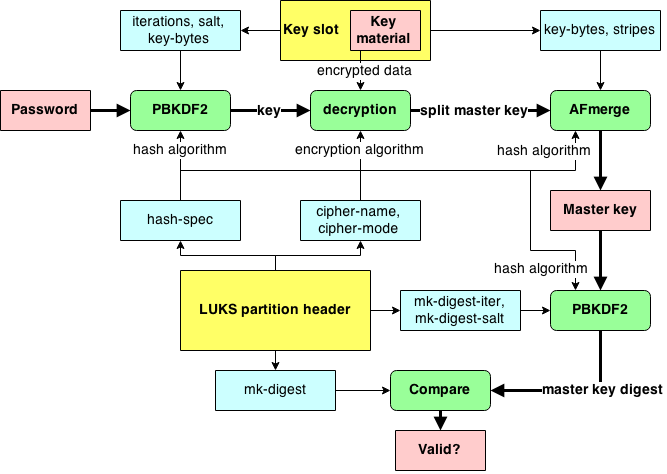 iterations, salt,
key-bytes
Key slot
Key
material
key-bytes, stripes
encrypted data
Password
PBKDF2
key
decryption
split master key
AFmerge
hash algorithm
encryption algorithm
hash algorithm
hash-spec
cipher-name,
cipher-mode
Master key
hash algorithm
LUKS partition header
mk-digest-iter,
mk-digest-salt
PBKDF2
mk-digest
Compare
master key digest
Valid?